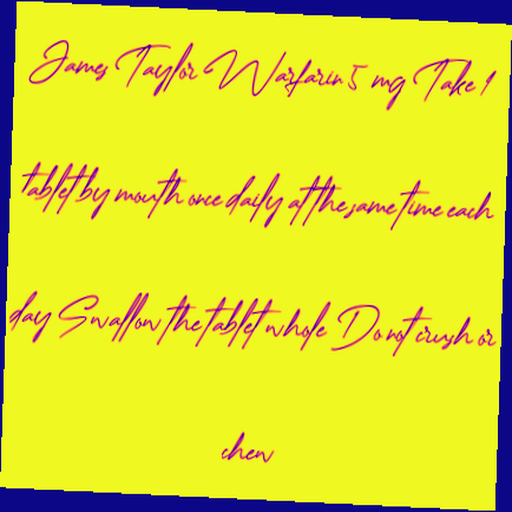 James Taylor Warfarin 5 mg Take 1
tablet by mouth once daily at the same time each
day Swallow the tablet whole Do not crush or
chew